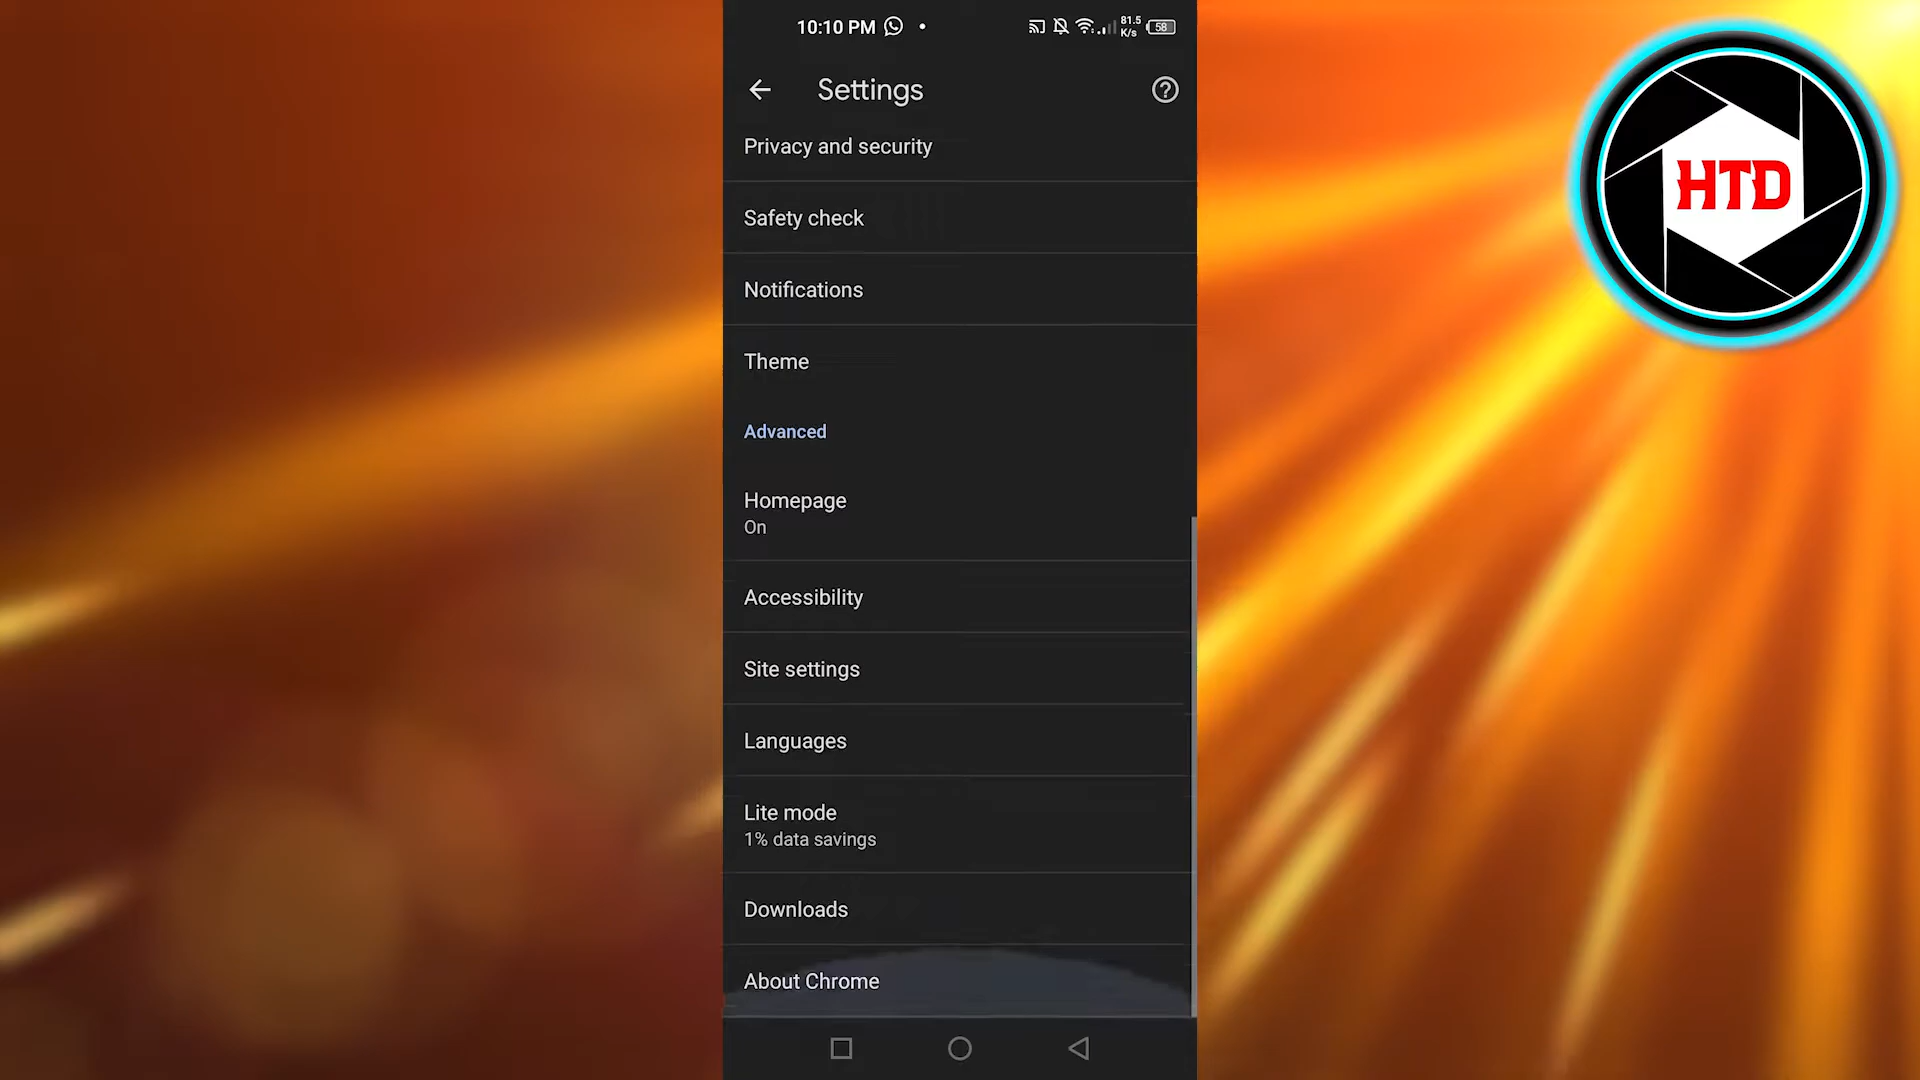 10:10 PM
81.5
K/s
58
Settings
Privacy and security
Safety check
Notifications
Theme
Advanced
Homepage
On
Accessibility
Site settings
Languages
Lite mode
1% data savings
Downloads
About Chrome
HTD